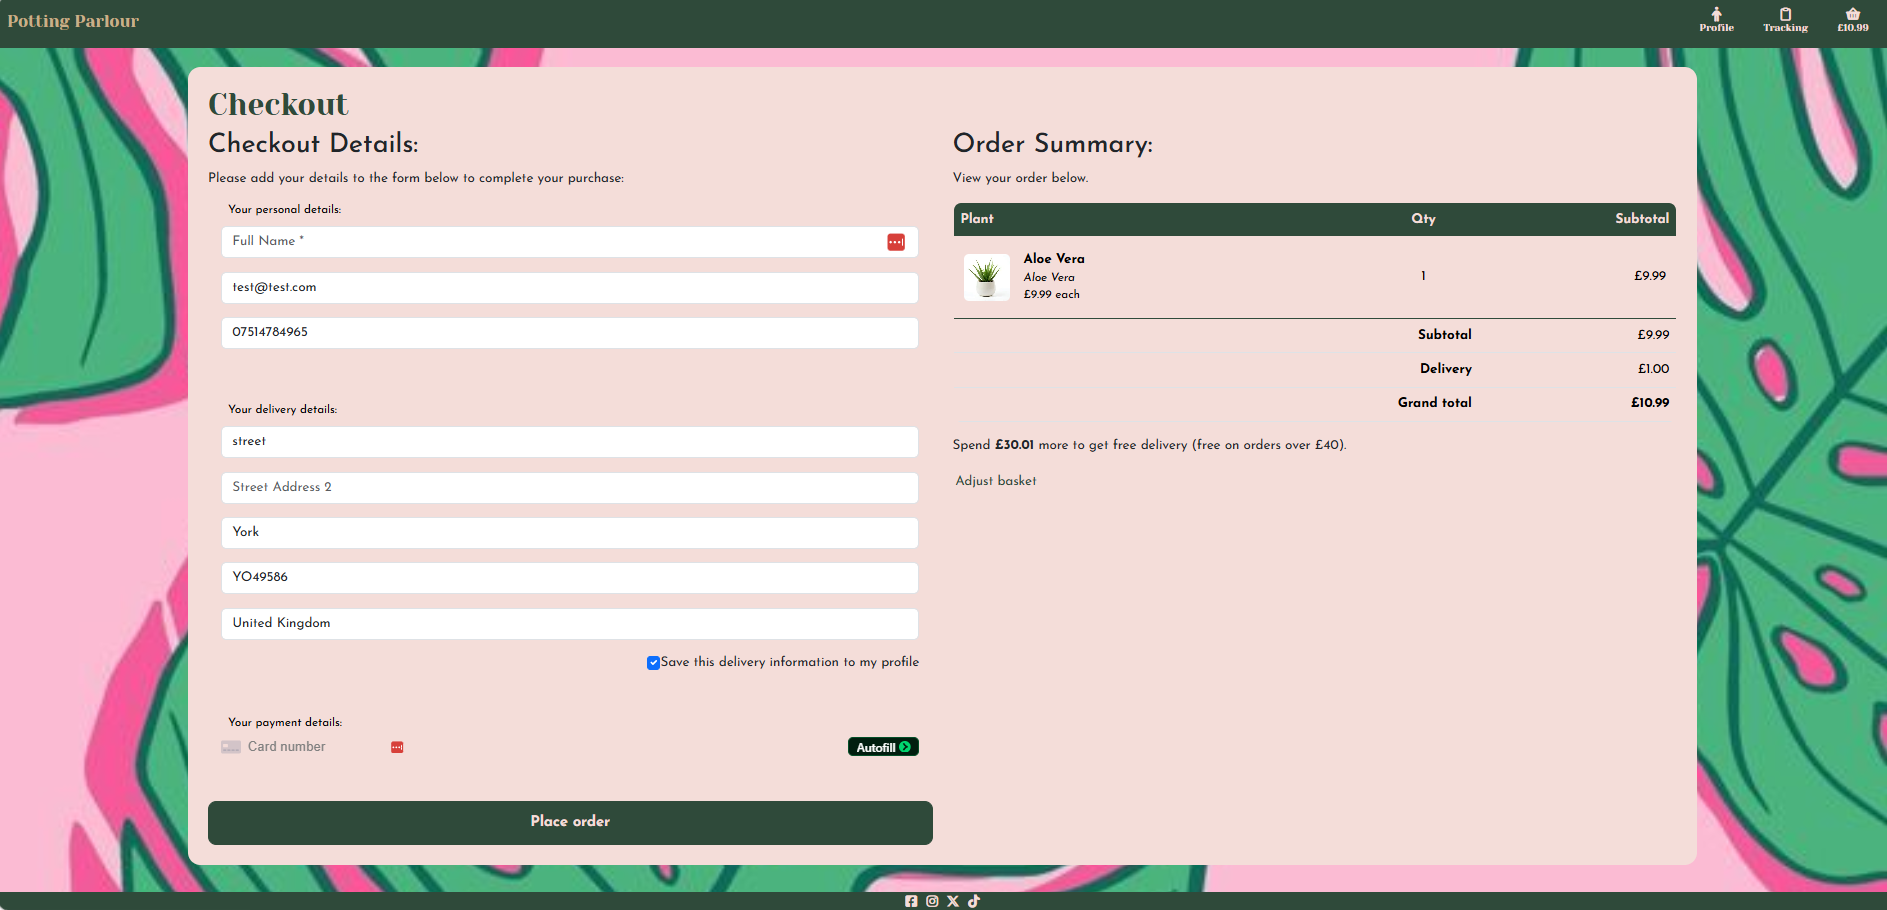 Potting Parlour
Profile
Tracking
£10.99
Checkout
Checkout Details:
Please add your details to the form below to complete your purchase:
Your personal details:
Full Name *
test@test.com
07514784965
Your delivery details:
street
Street Address 2
York
YO49586
United Kingdom
Save this delivery information to my profile
Your payment details:
Card number
Autofill
Place order
Order Summary:
View your order below.
Plant Qty Subtotal
Aloe Vera
Aloe Vera
£9.99 each
1
£9.99
Subtotal £9.99
Delivery £1.00
Grand total £10.99
Spend £30.01 more to get free delivery (free on orders over £40).
Adjust basket